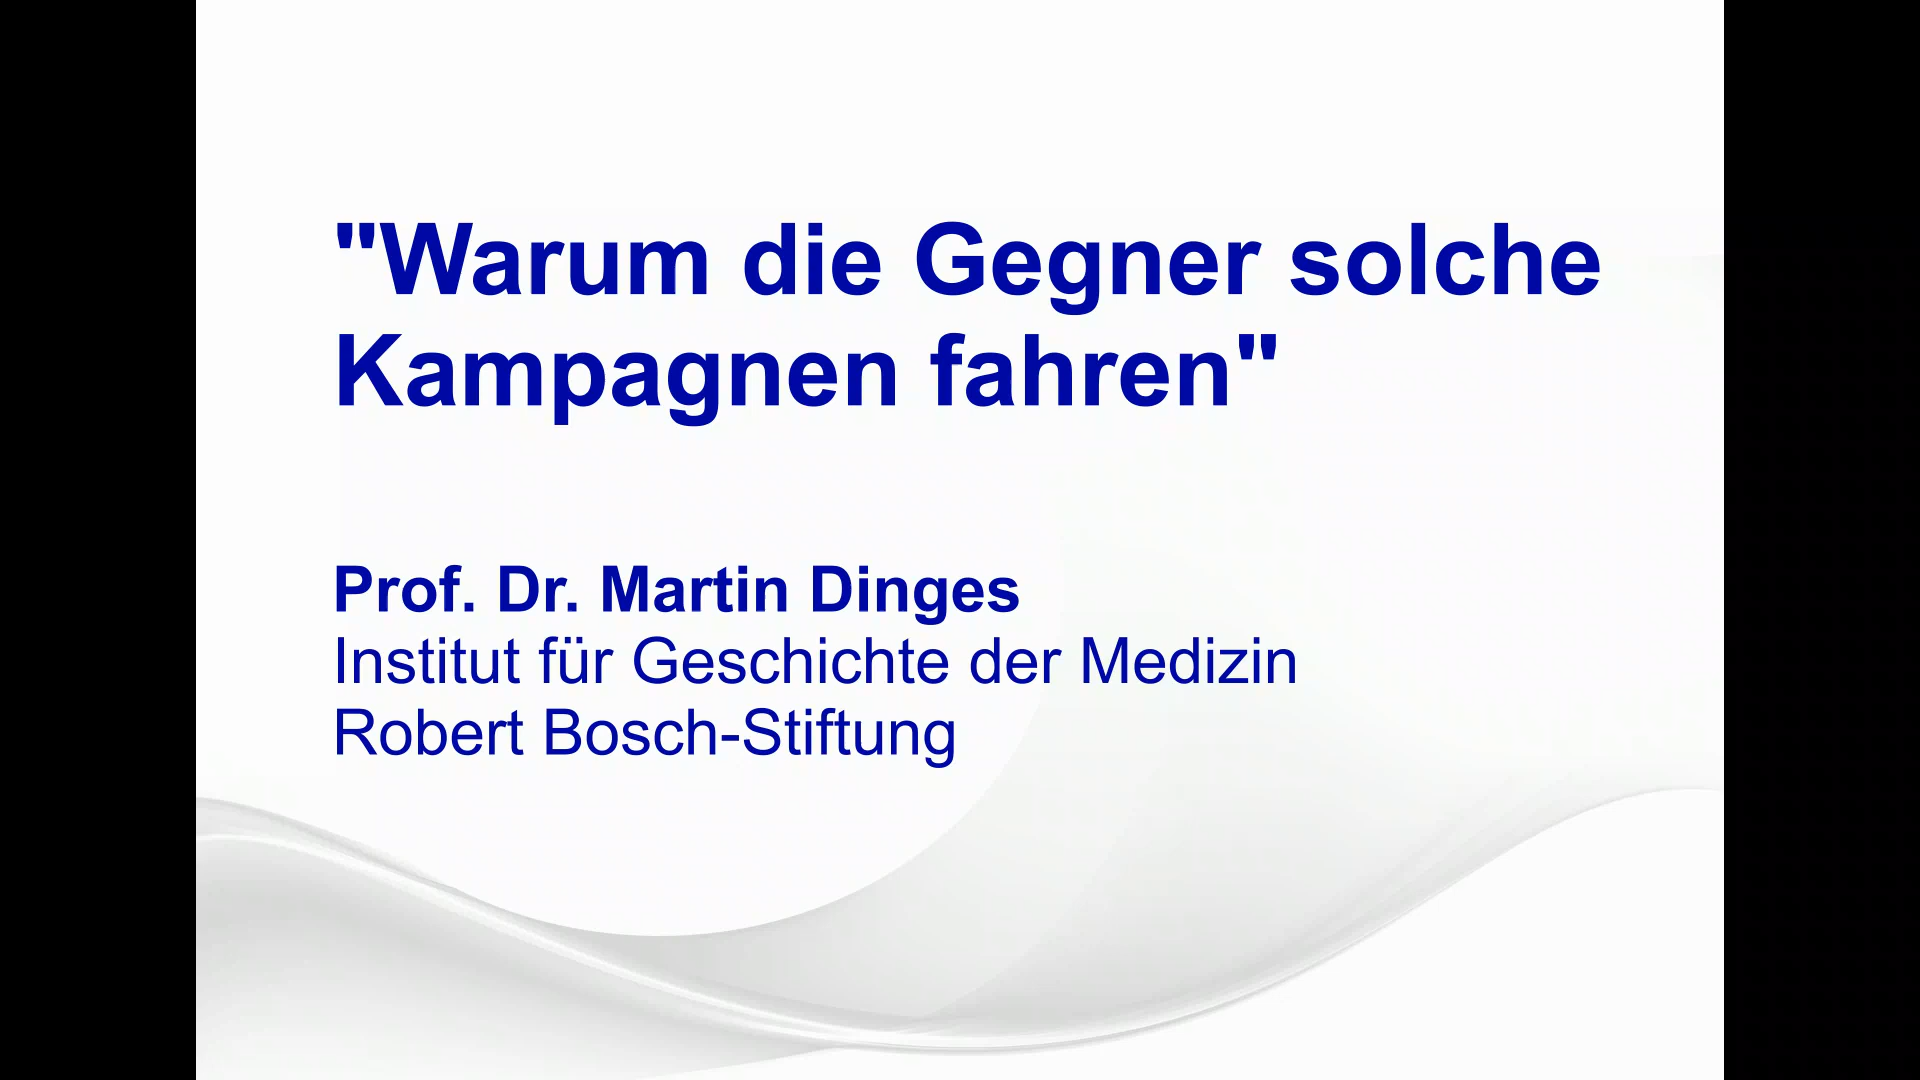 "Warum die Gegner solche
Kampagnen fahren"
Prof. Dr. Martin Dinges
Institut für Geschichte der Medizin
Robert Bosch-Stiftung